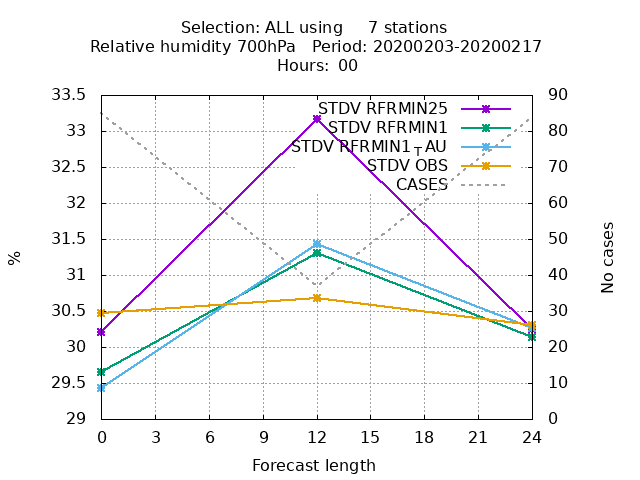 Selection: ALL using     7 stations
Relative humidity 700hPa   Period: 20200203-20200217
Hours:  00
33.5
33
32.5
32
31.5
31
30.5
30
29.5
29
%
STDV RFRMIN25
STDV RFRMIN1
STDV RFRMIN1TAU
STDV OBS
CASES
90
80
70
60
50
40
30
20
10
0
No cases
0 3 6 9 12 15 18 21 24
Forecast length